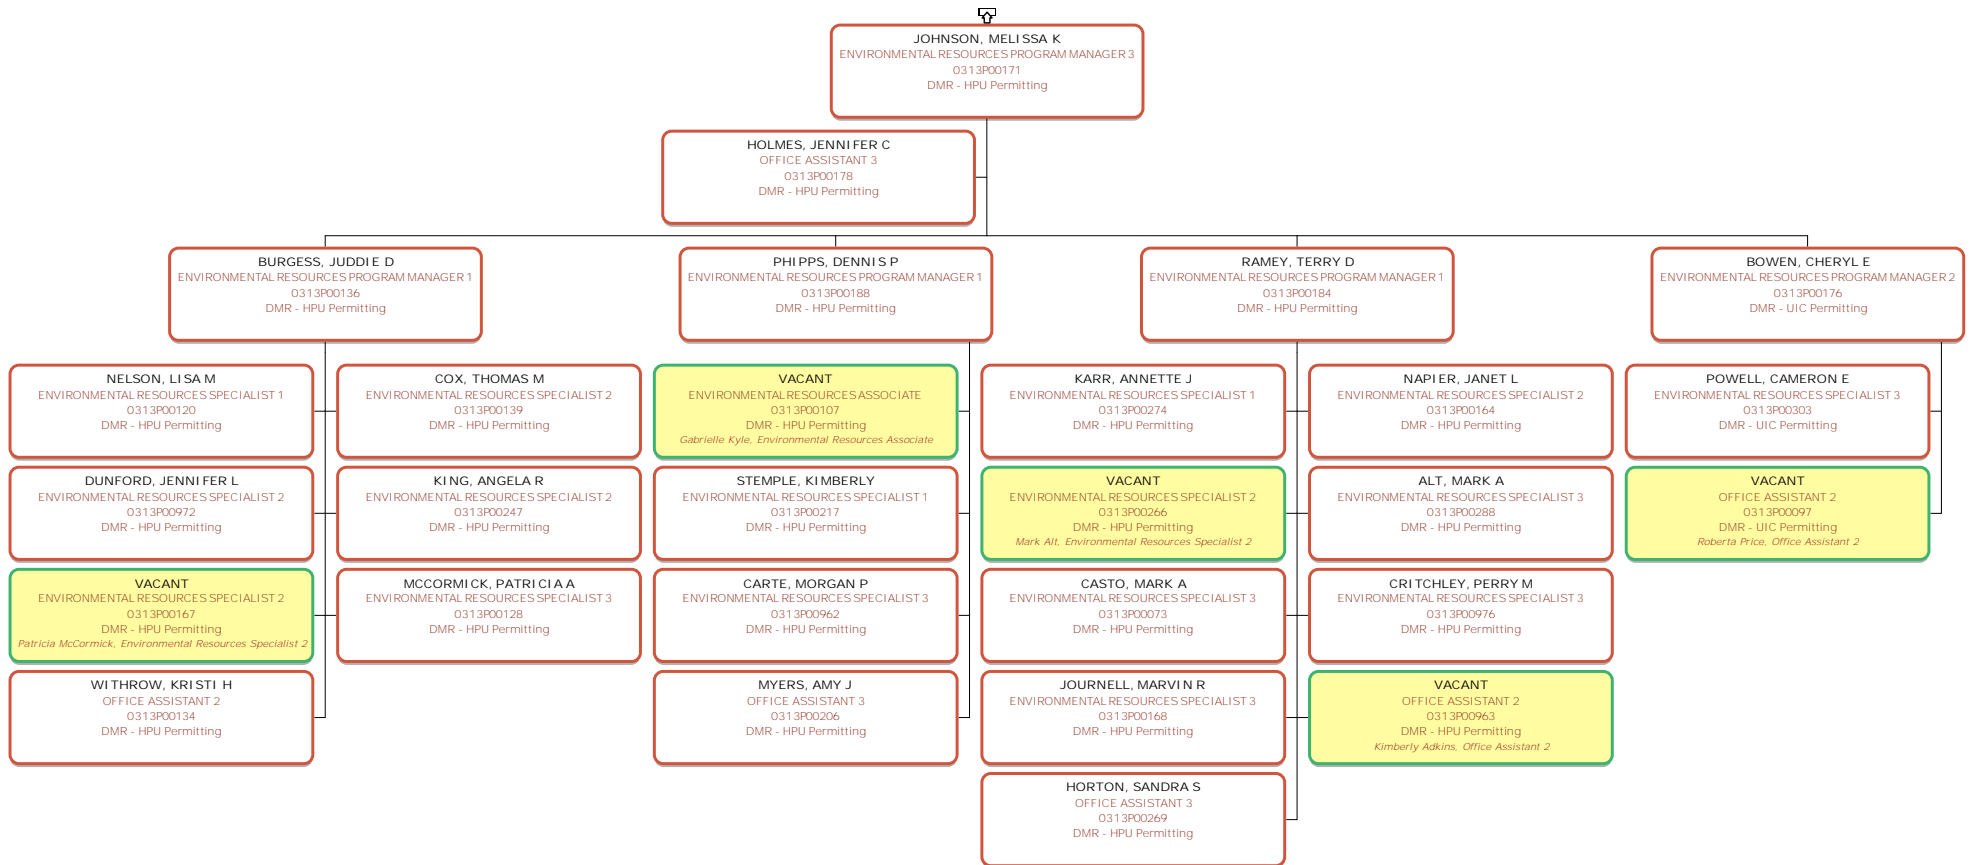 JOHNSON, MELISSA K
ENVIRONMENTAL RESOURCES PROGRAM MANAGER 3
0313P00171
DMR - HPU Permitting
HOLMES, JENNIFER C
OFFICE ASSISTANT 3
0313P00178
DMR - HPU Permitting
BURGESS, JUDDIE D
ENVIRONMENTAL RESOURCES PROGRAM MANAGER 1
0313P00136
DMR - HPU Permitting
PHIPPS, DENNIS P
ENVIRONMENTAL RESOURCES PROGRAM MANAGER 1
0313P00188
DMR - HPU Permitting
RAMEY, TERRY D
ENVIRONMENTAL RESOURCES PROGRAM MANAGER 1
0313P00184
DMR - HPU Permitting
BOWEN, CHERYL E
ENVIRONMENTAL RESOURCES PROGRAM MANAGER 2
0313P00176
DMR - UIC Permitting
NELSON, LISA M
ENVIRONMENTAL RESOURCES SPECIALIST 1
0313P00120
DMR - HPU Permitting
COX, THOMAS M
ENVIRONMENTAL RESOURCES SPECIALIST 2
0313P00139
DMR - HPU Permitting
VACANT
ENVIRONMENTAL RESOURCES ASSOCIATE
0313P00107
DMR - HPU Permitting
Gabrielle Kyle, Environmental Resources Associate
KARR, ANNETTE J
ENVIRONMENTAL RESOURCES SPECIALIST 1
0313P00274
DMR - HPU Permitting
NAPIER, JANET L
ENVIRONMENTAL RESOURCES SPECIALIST 2
0313P00164
DMR - HPU Permitting
POWELL, CAMERON E
ENVIRONMENTAL RESOURCES SPECIALIST 3
0313P00303
DMR - UIC Permitting
DUNFORD, JENNIFER L
ENVIRONMENTAL RESOURCES SPECIALIST 2
0313P00972
DMR - HPU Permitting
KING, ANGELA R
ENVIRONMENTAL RESOURCES SPECIALIST 2
0313P00247
DMR - HPU Permitting
STEMPLE, KIMBERLY
ENVIRONMENTAL RESOURCES SPECIALIST 1
0313P00217
DMR - HPU Permitting
VACANT
ENVIRONMENTAL RESOURCES SPECIALIST 2
0313P00266
DMR - HPU Permitting
Mark Alt, Environmental Resources Specialist 2
ALT, MARK A
ENVIRONMENTAL RESOURCES SPECIALIST 3
0313P00288
DMR - HPU Permitting
VACANT
OFFICE ASSISTANT 2
0313P00097
DMR - UIC Permitting
Roberta Price, Office Assistant 2
VACANT
ENVIRONMENTAL RESOURCES SPECIALIST 2
0313P00167
DMR - HPU Permitting
Patricia McCormick, Environmental Resources Specialist 2
MCCORMICK, PATRICIA A
ENVIRONMENTAL RESOURCES SPECIALIST 3
0313P00128
DMR - HPU Permitting
CARTE, MORGAN P
ENVIRONMENTAL RESOURCES SPECIALIST 3
0313P00962
DMR - HPU Permitting
CASTO, MARK A
ENVIRONMENTAL RESOURCES SPECIALIST 3
0313P00073
DMR - HPU Permitting
CRITCHLEY, PERRY M
ENVIRONMENTAL RESOURCES SPECIALIST 3
0313P00976
DMR - HPU Permitting
WITHROW, KRISTI H
OFFICE ASSISTANT 2
0313P00134
DMR - HPU Permitting
MYERS, AMY J
OFFICE ASSISTANT 3
0313P00206
DMR - HPU Permitting
JOURNELL, MARVIN R
ENVIRONMENTAL RESOURCES SPECIALIST 3
0313P00168
DMR - HPU Permitting
VACANT
OFFICE ASSISTANT 2
0313P00963
DMR - HPU Permitting
Kimberly Adkins, Office Assistant 2
HORTON, SANDRA S
OFFICE ASSISTANT 3
0313P00269
DMR - HPU Permitting